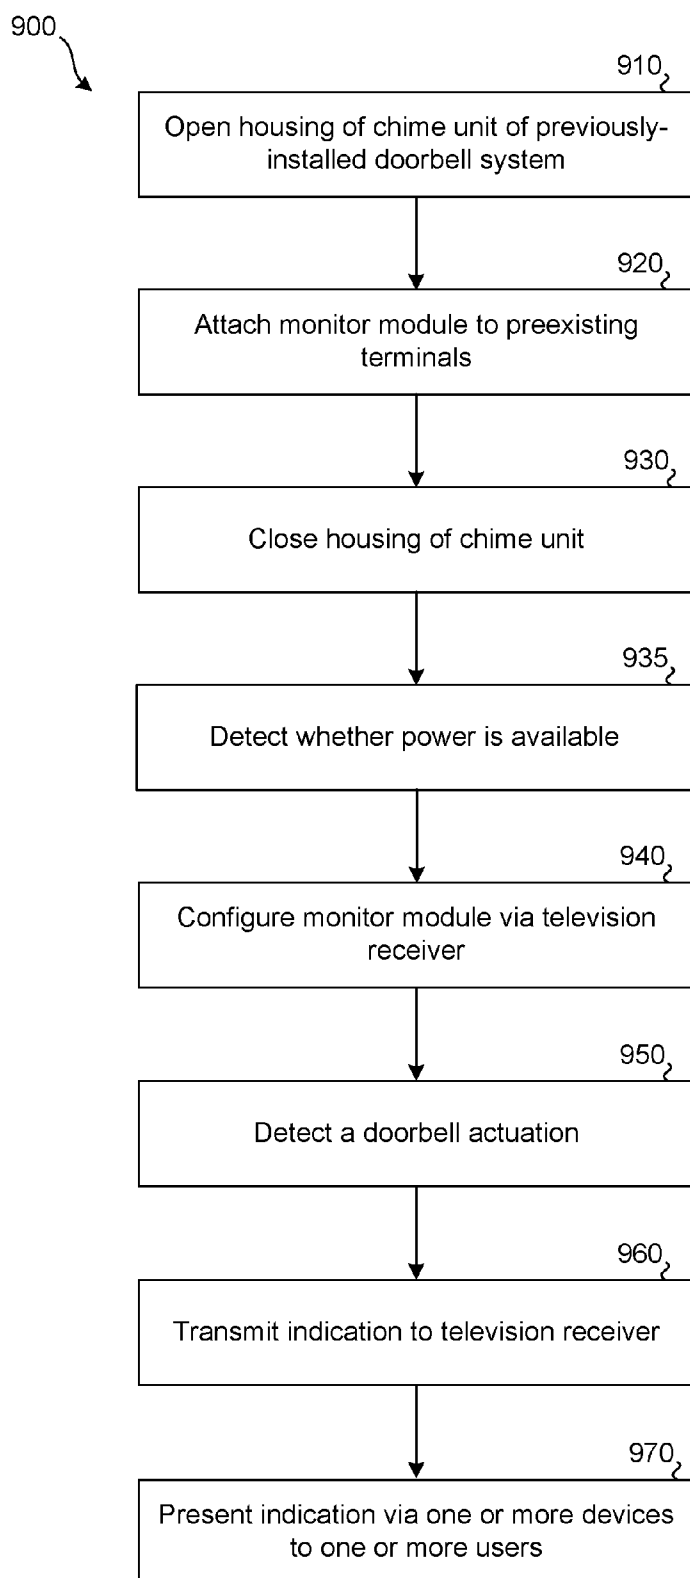 900
910
Open housing of chime unit of previously-
installed doorbell system
920
Attach monitor module to preexisting
terminals
930
Close housing of chime unit
935
Detect whether power is available
940
Configure monitor module via television
receiver
950
Detect a doorbell actuation
960
Transmit indication to television receiver
970
Present indication via one or more devices
to one or more users